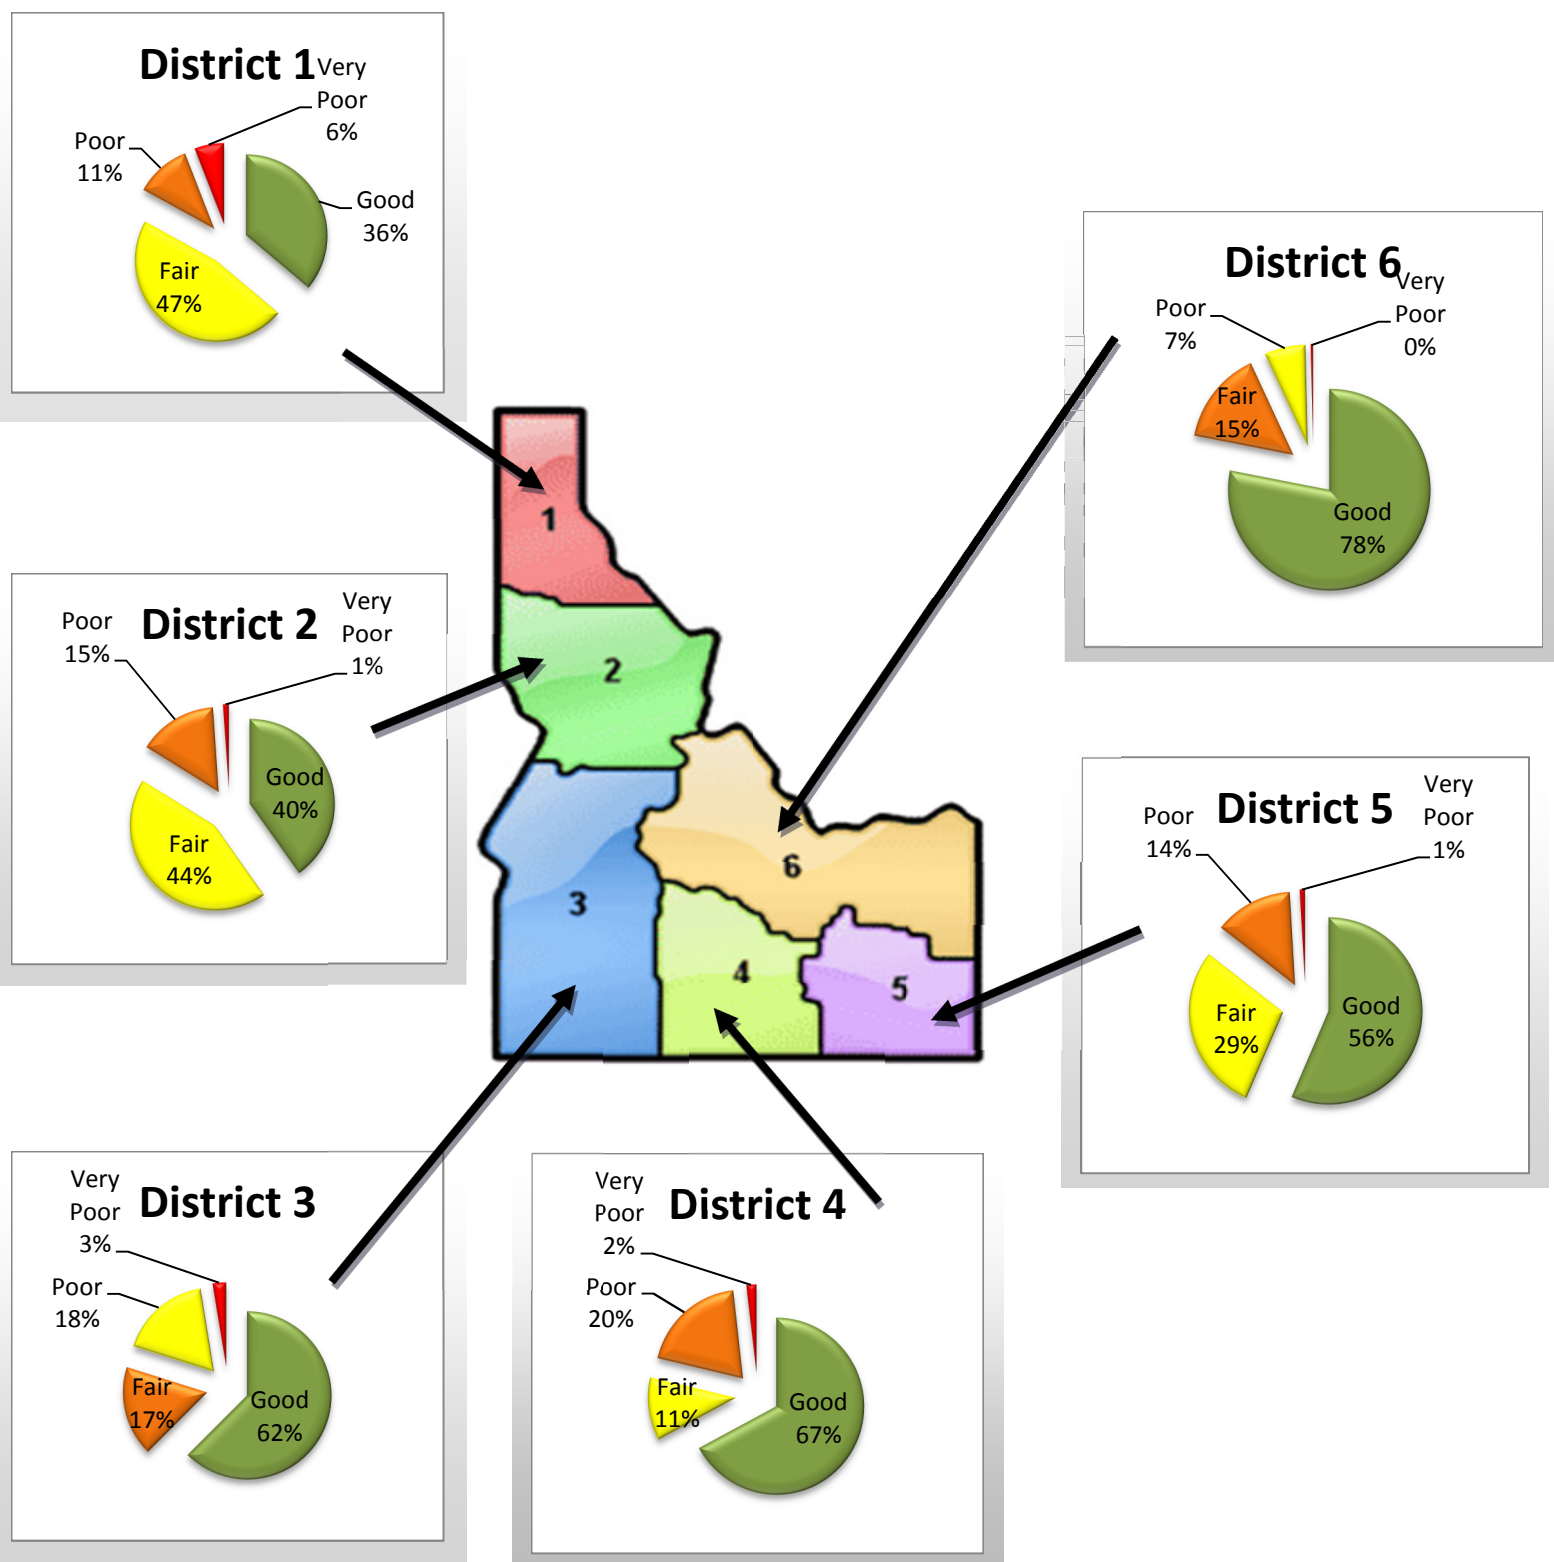 District 1
Very
Poor
6%
Poor
11%
Good
36%
Fair
47%
District 6
Very
Poor
0%
Poor
7%
Fair
15%
Good
78%
1
District 2
Very
Poor
1%
Poor
15%
Good
40%
Fair
44%
2
6
3
4
5
District 5
Very
Poor
1%
Poor
14%
Good
56%
Fair
29%
District 3
Very
Poor
3%
Poor
18%
Fair
17%
Good
62%
District 4
Very
Poor
2%
Poor
20%
Fair
11%
Good
67%